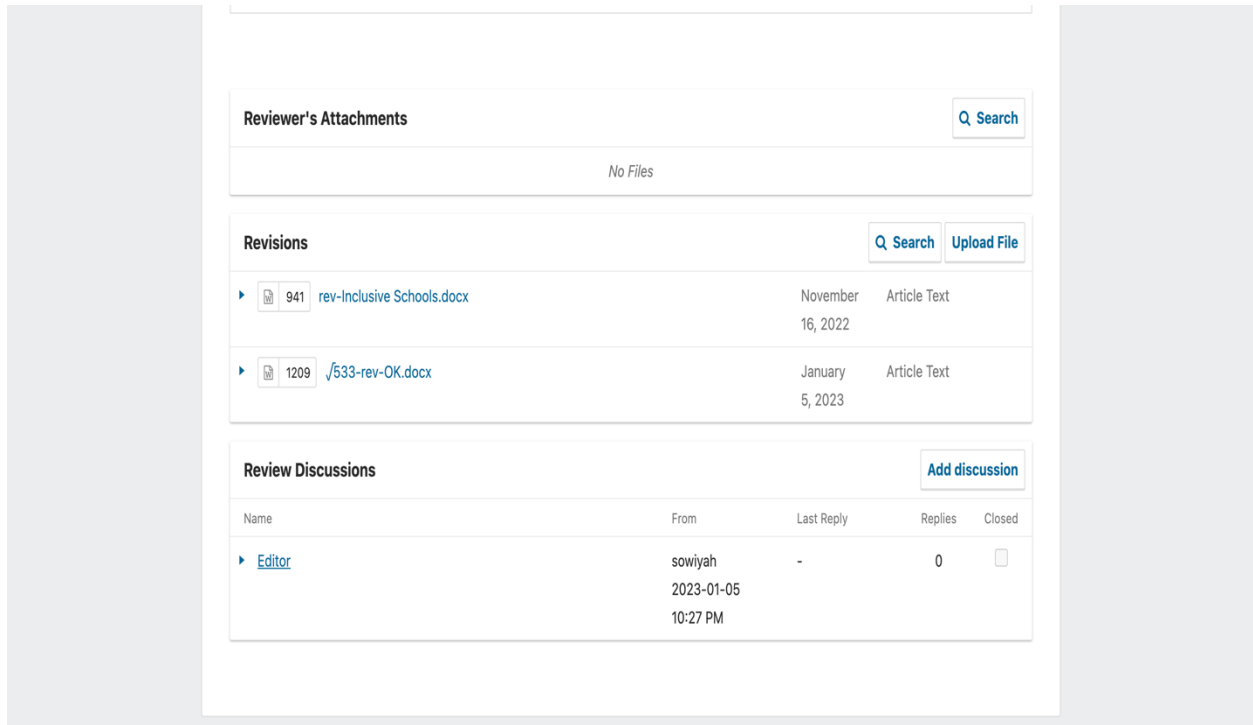 Reviewer's Attachments Search
No Files
Revisions Search Upload File
941 rev-Inclusive Schools.docx November Article Text
16, 2022
1209 √533-rev-OK.docx January Article Text
5, 2023
Review Discussions Add discussion
Name From Last Reply Replies Closed
Editor sowiyah - 0
2023-01-05
10:27 PM